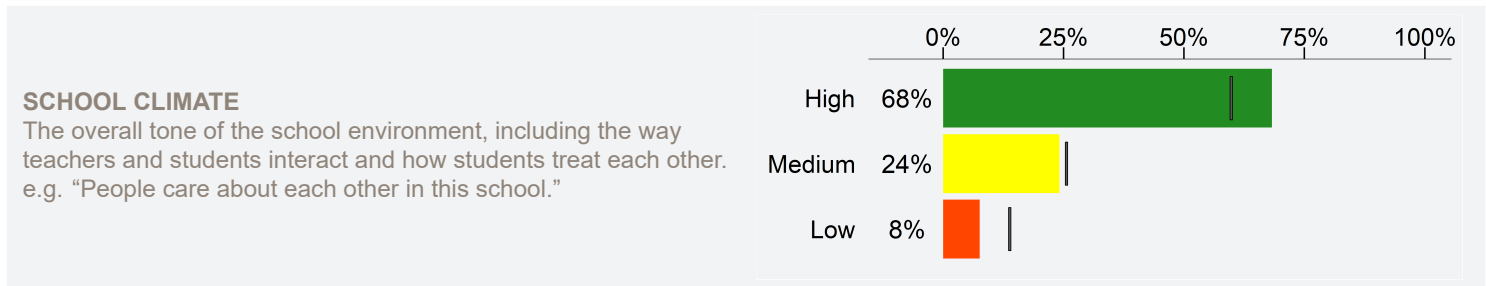 SCHOOL CLIMATE
The overall tone of the school environment, including the way
teachers and students interact and how students treat each other.
e.g. “People care about each other in this school.”
0% 25% 50% 75% 100%
High 68%
Medium 24%
Low 8%